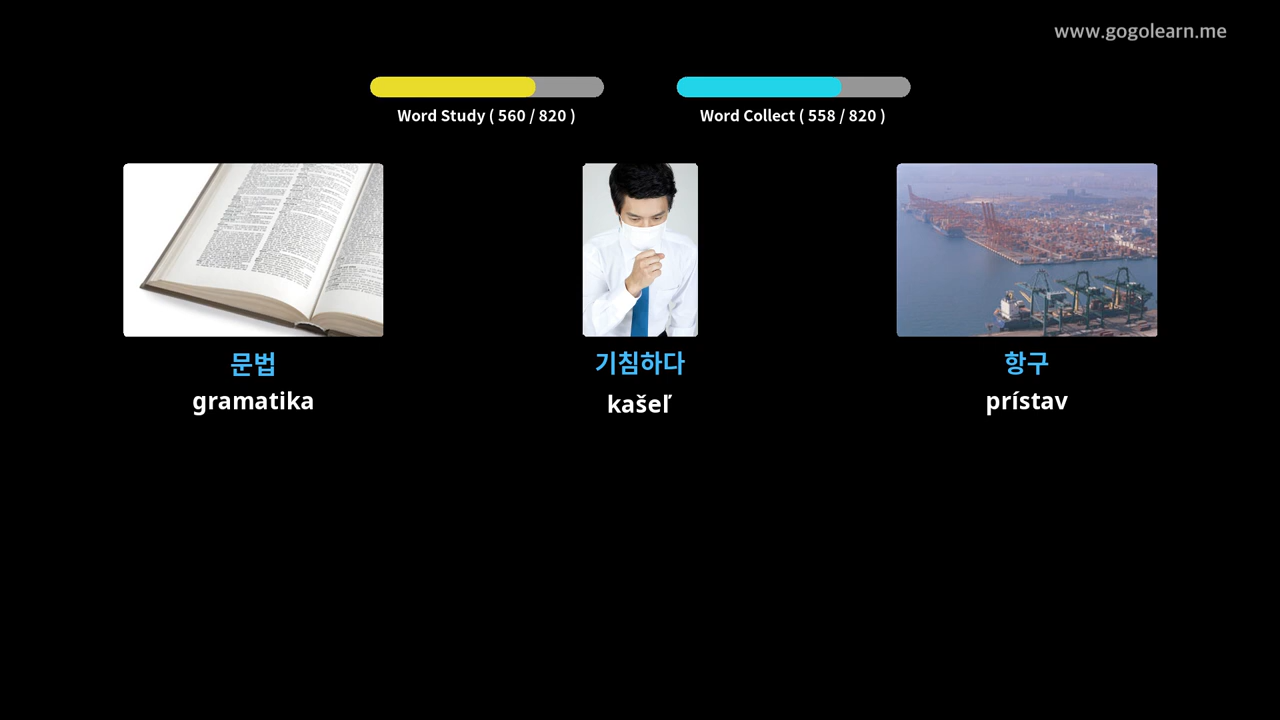 www.gogolearn.me
Word Study ( 560 / 820 )
Word Collect ( 558 / 820 )
문법
gramatika
기침하다
kašeľ
항구
prístav